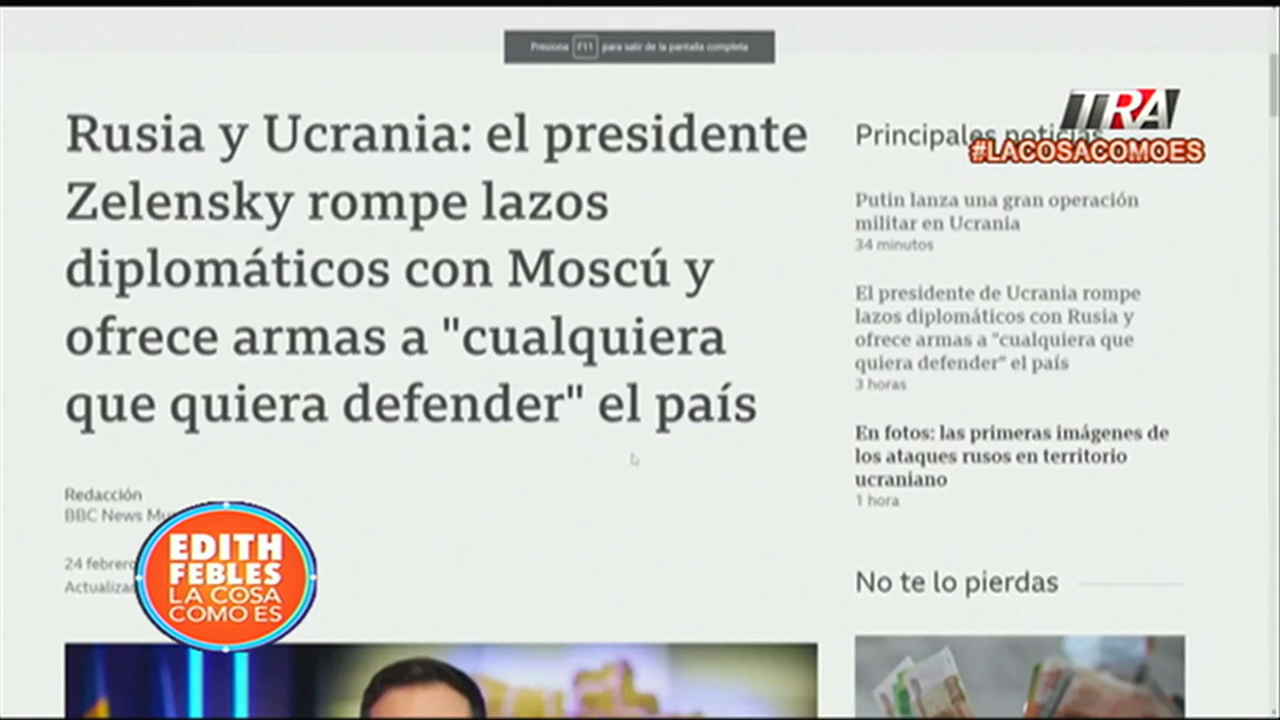 Presiona F11 para salir de la pantalla completa
TRA
#LACOSACOMOES
Rusia y Ucrania: el presidente
Zelensky rompe lazos
diplomáticos con Moscú y
ofrece armas a "cualquiera
que quiera defender" el país
Redacción
BBC News
24 febrero
EDITH
FEBLES
LA COSA
COMO ES
Principales noticias
Putin lanza una gran operación
militar en Ucrania
34 minutos
El presidente de Ucrania rompe
lazos diplomáticos con Rusia y
ofrece armas a "cualquiera que
quiera defender" el país
3 horas
En fotos: las primeras imágenes de
los ataques rusos en territorio
ucraniano
1 hora
No te lo pierdas